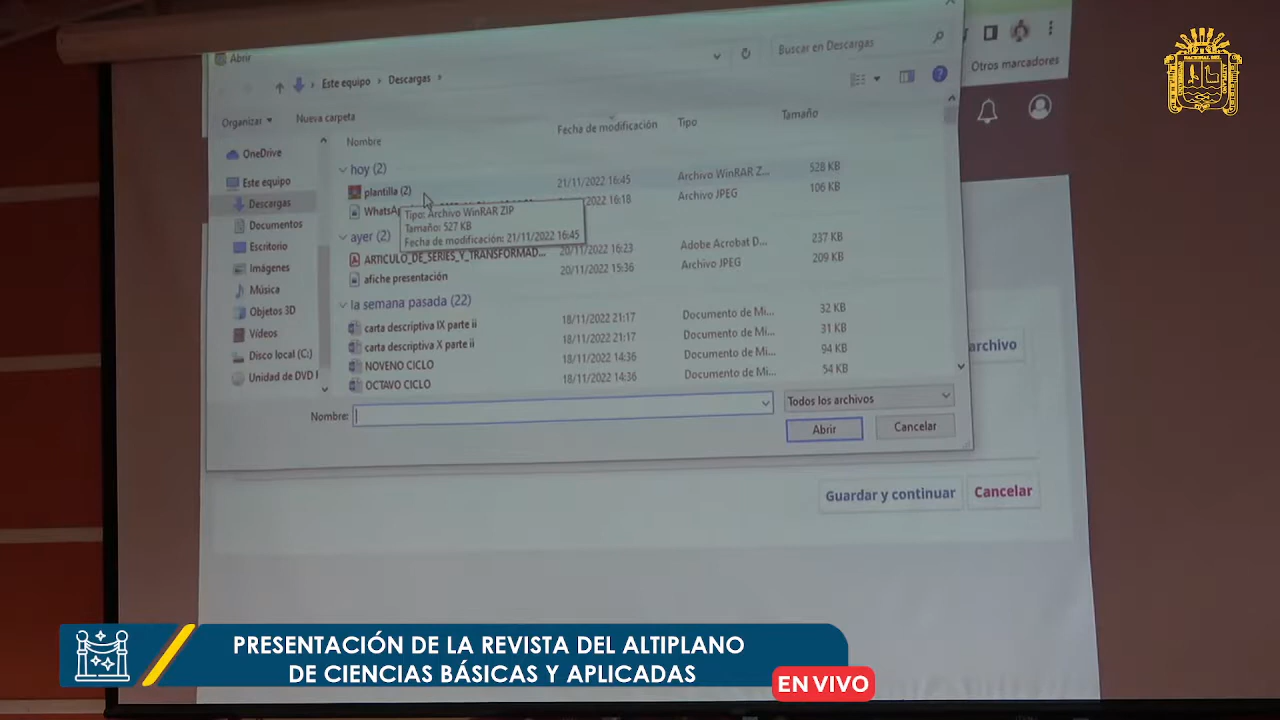 Abrir
Este equipo > Descargas >
Buscar en Descargas
Otros marcadores
Organizar
Nueva carpeta
Nombre
Fecha de modificación
Tipo
Tamaño
OneDrive
Este equipo
Descargas
Documentos
Escritorio
Imágenes
Música
Objetos 3D
Vídeos
Disco local (C:)
Unidad de DVD
hoy (2)
plantilla (2) 21/11/2022 16:45 Archivo WinRAR Z... 528 KB
WhatsAp 16:18 Archivo JPEG 106 KB
Tipo: Archivo WinRAR ZIP
Tamaño: 527 KB
Fecha de modificación: 21/11/2022 16:45
ayer (2)
ARTICULO_DE_SERIES_Y_TRANSFORMAD... 20/11/2022 16:23 Adobe Acrobat D... 237 KB
afiche presentación 20/11/2022 15:36 Archivo JPEG 209 KB
la semana pasada (22)
carta descriptiva IX parte ii 18/11/2022 21:17 Documento de Mi... 32 KB
carta descriptiva X parte ii 18/11/2022 21:17 Documento de Mi... 31 KB
NOVENO CICLO 18/11/2022 14:36 Documento de Mi... 94 KB
OCTAVO CICLO 18/11/2022 14:36 Documento de Mi... 54 KB
Nombre:
Todos los archivos
Abrir
Cancelar
archivo
Guardar y continuar
Cancelar
PRESENTACIÓN DE LA REVISTA DEL ALTIPLANO
DE CIENCIAS BÁSICAS Y APLICADAS
EN VIVO